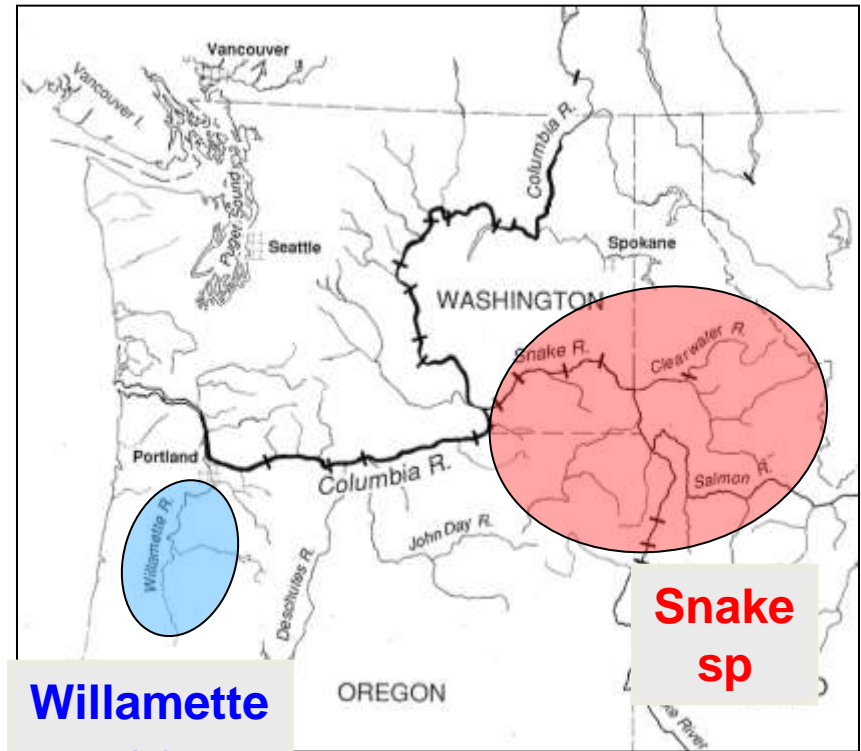 Vancouver
Vancouver I.
Columbia R.
Puget Sound
Seattle
Spokane
WASHINGTON
Snake R.
Clearwater R.
Portland
Columbia R.
Salmon R.
Willamette R.
John Day R.
Deschutes R.
Snake
sp
OREGON
Willamette
River